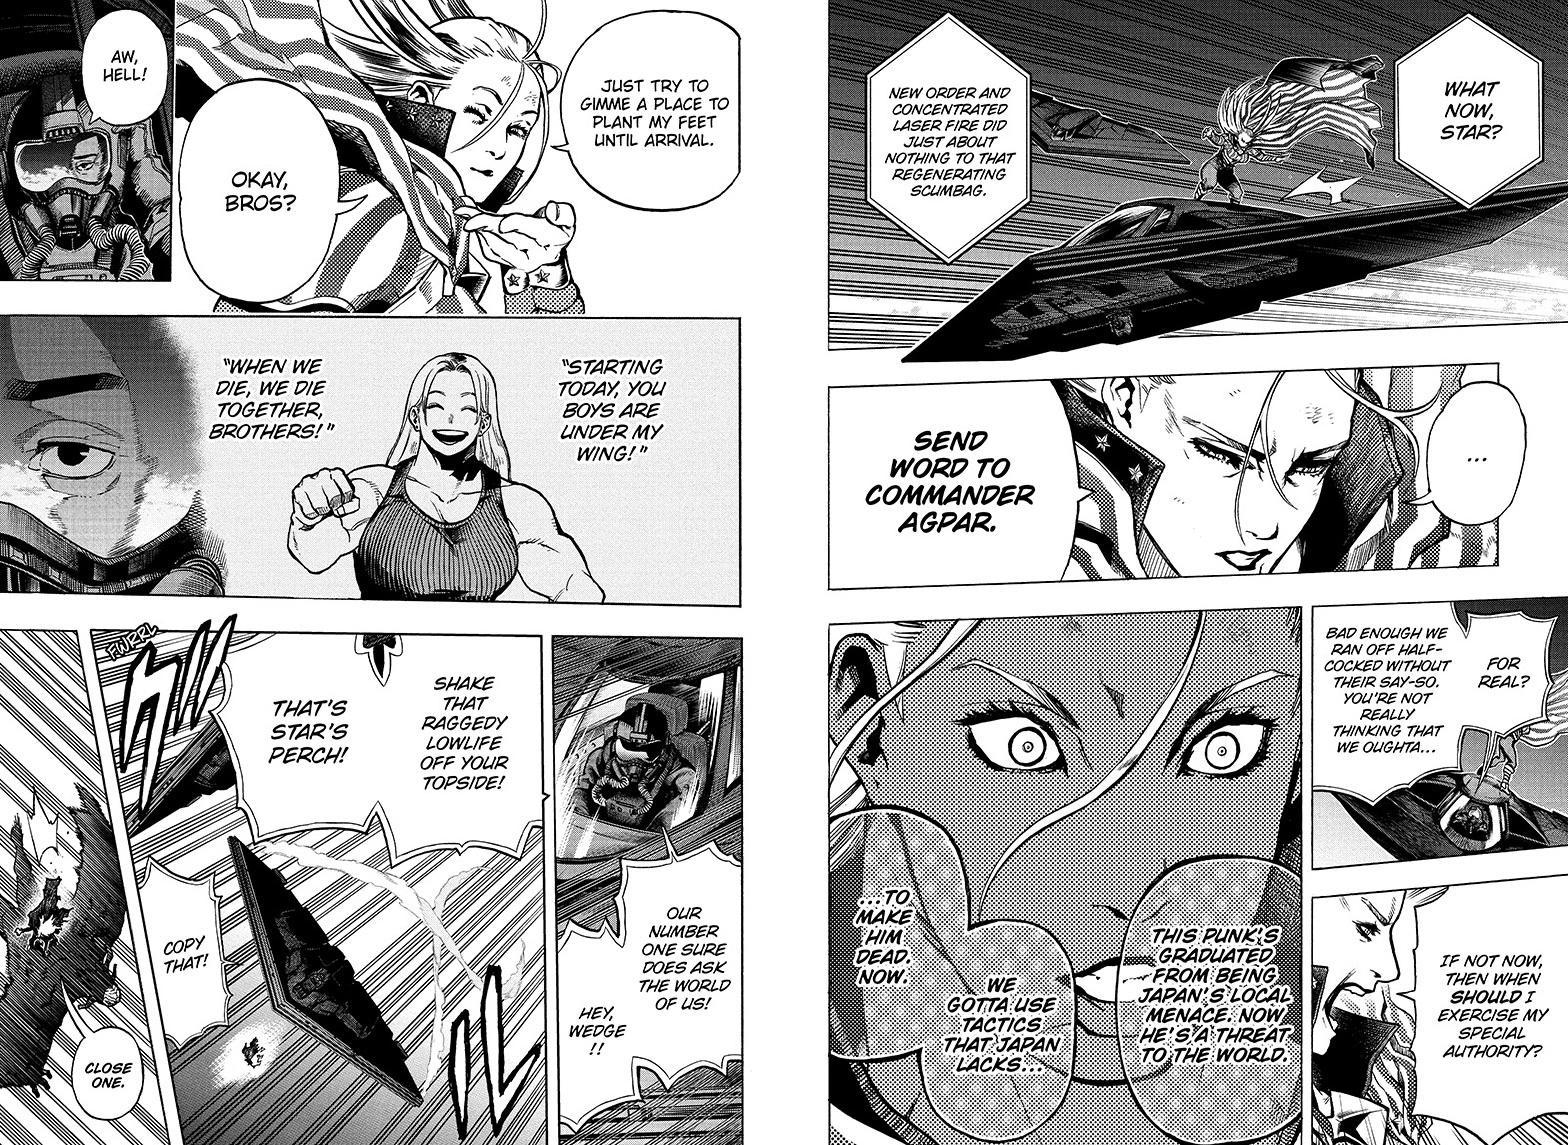 WHAT
NOW,
STAR?
NEW ORDER AND
CONCENTRATED
LASER FIRE DID
JUST ABOUT
NOTHING TO THAT
REGENERATING
SCUMBAG.
...
SEND
WORD TO
COMMANDER
AGPAR.
FOR
REAL?
BAD ENOUGH WE
RAN OFF HALF-
COCKED WITHOUT
THEIR SAY-SO.
YOU'RE NOT
REALLY
THINKING THAT
WE OUGHTA...
IF NOT NOW,
THEN WHEN
SHOULD I
EXERCISE MY
SPECIAL
AUTHORITY?
THIS PUNK'S
GRADUATED
FROM BEING
JAPAN'S LOCAL
MENACE. NOW
HE'S A THREAT
TO THE WORLD.
WE
GOTTA USE
TACTICS
THAT JAPAN
LACKS...
...TO
MAKE
HIM
DEAD.
NOW.
JUST TRY TO
GIMME A PLACE TO
PLANT MY FEET
UNTIL ARRIVAL.
OKAY,
BROS?
AW,
HELL!
"STARTING
TODAY, YOU
BOYS ARE
UNDER MY
WING!"
"WHEN WE
DIE, WE DIE
TOGETHER,
BROTHERS!"
OUR
NUMBER
ONE SURE
DOES ASK
THE WORLD
OF US!
HEY,
WEDGE
!!
SHAKE
THAT
RAGGEDY
LOWLIFE
OFF YOUR
TOPSIDE!
THAT'S
STAR'S
PERCH!
FWRRL
グル
ル
COPY
THAT!
CLOSE
ONE.